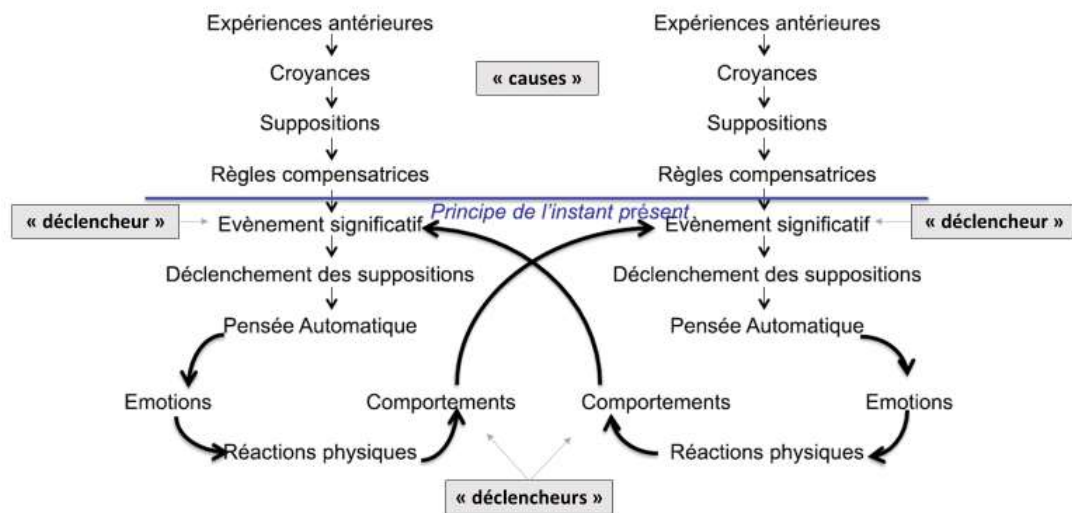 Expériences antérieures Expériences antérieures
Croyances « causes » Croyances
Suppositions Suppositions
Règles compensatrices Règles compensatrices
Principe de l'instant présent
« déclencheur » Evènement significatif Evènement significatif « déclencheur »
Déclenchement des suppositions Déclenchement des suppositions
Pensée Automatique Pensée Automatique
Emotions Comportements Comportements Emotions
Réactions physiques Réactions physiques
« déclencheurs »